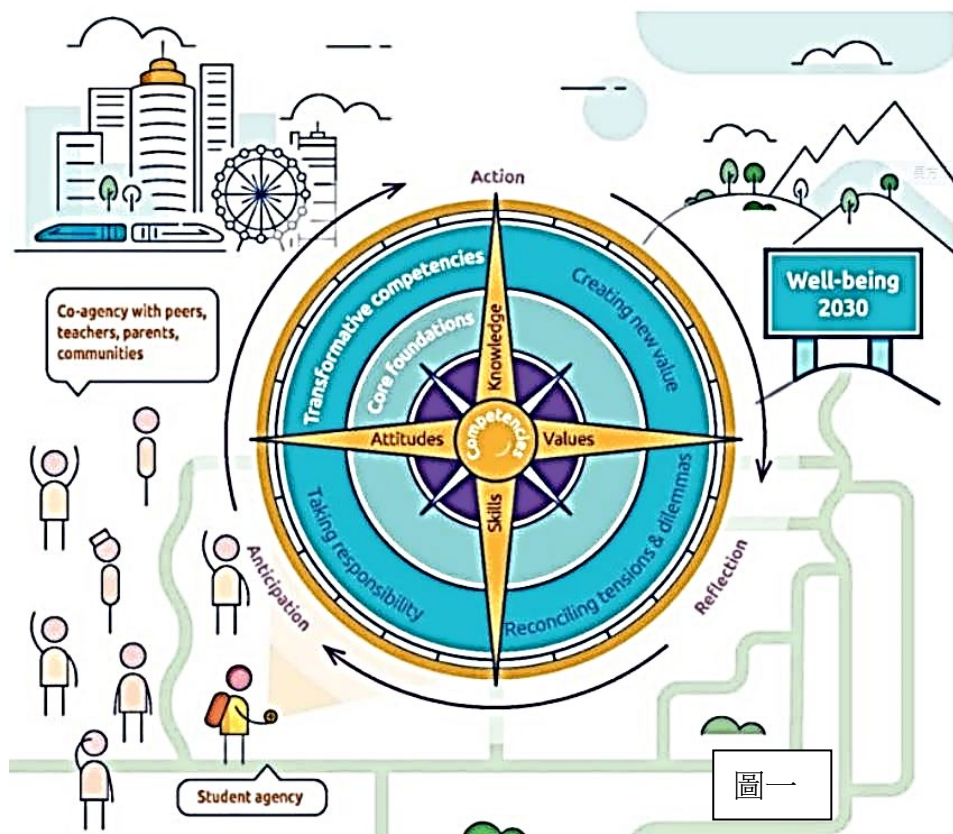 Action
Co-agency with peers,
teachers, parents,
communities
Transformative competencies
Core foundations
Creating new value
Knowledge
Attitudes
Competencies
Values
Skills
Taking responsibility
Reconciling tensions & dilemmas
Anticipation
Reflection
Well-being
2030
Student agency
圖一